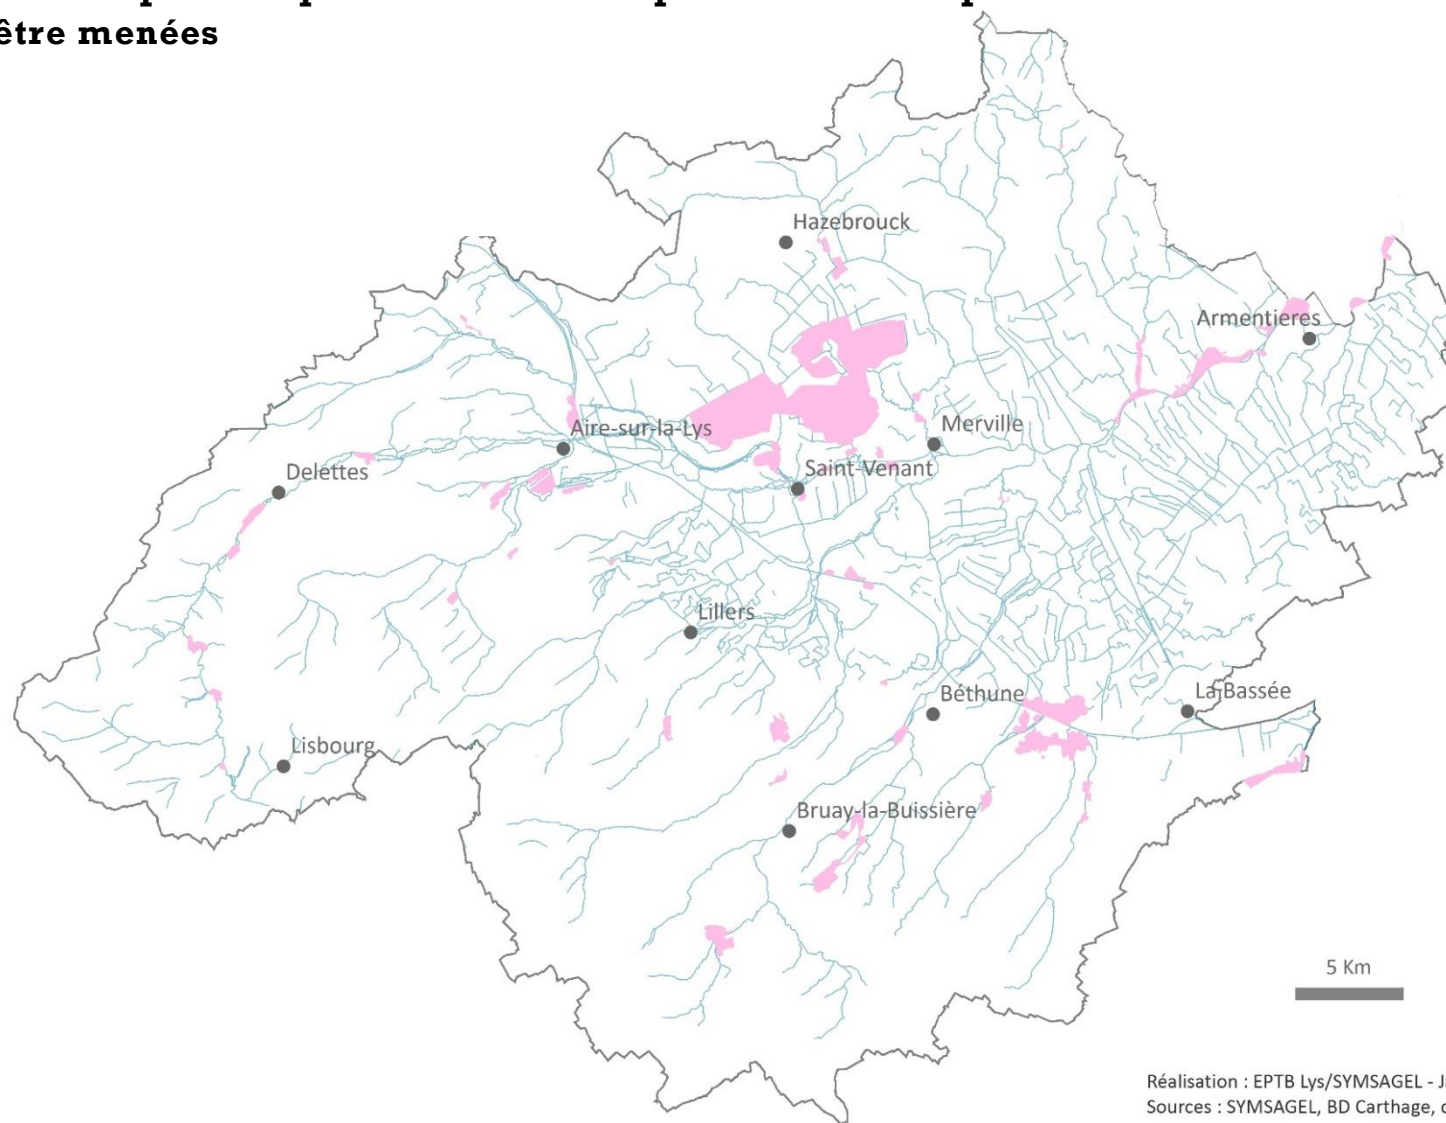 être menées
Hazebrouck
Armentieres
Aire-sur-la-Lys
Merville
Delettes
Saint-Venant
Lillers
Béthune
La Bassée
Lisbourg
Bruay-la-Buissière
5 Km
Réalisation : EPTB Lys/SYMSAGEL -
Sources : SYMSAGEL, BD Carthage,